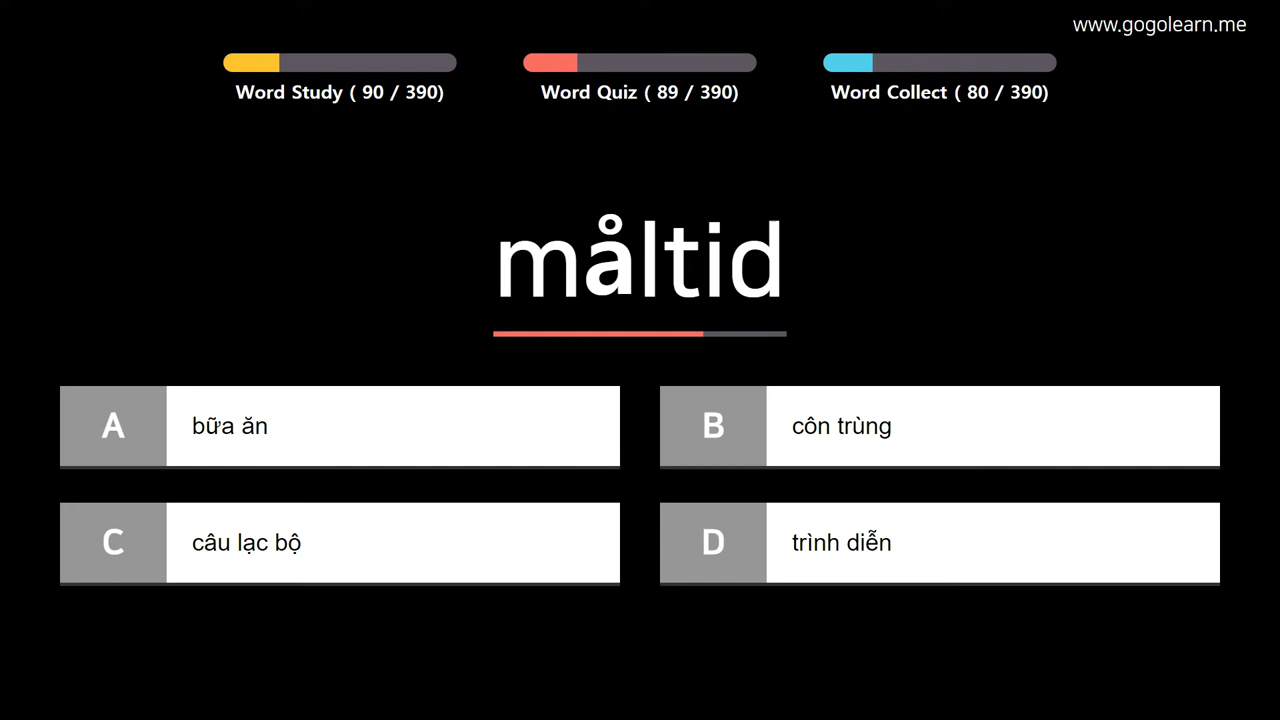 www.gogolearn.me
Word Study ( 90 / 390)
Word Quiz ( 89 / 390)
Word Collect ( 80 / 390)
måltid
A
bữa ăn
B
côn trùng
C
câu lạc bộ
D
trình diễn